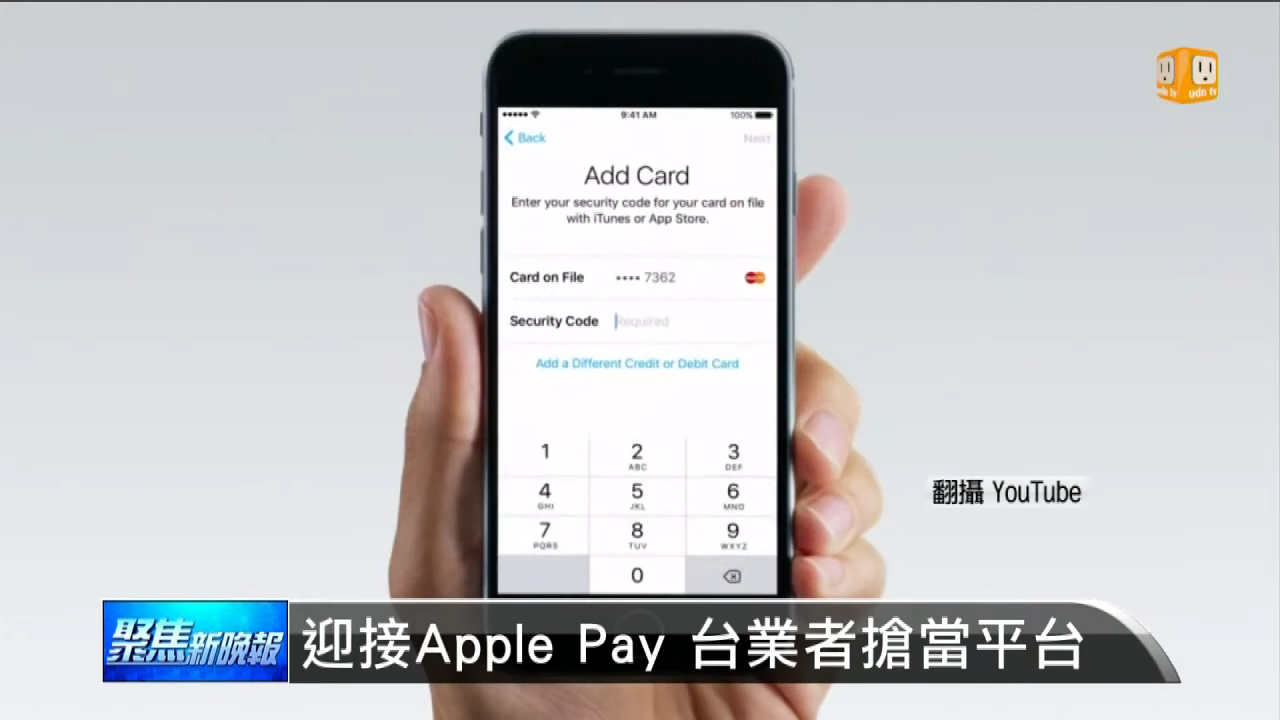 udn tv
9:41 AM
100%
Back
Next
Add Card
Enter your security code for your card on file
with iTunes or App Store.
Card on File
•••• 7362
Security Code
Required
Add a Different Credit or Debit Card
1
2
ABC
3
DEF
4
GHI
5
JKL
6
MNO
7
PQRS
8
TUV
9
WXYZ
0
翻攝 YouTube
聚焦新晚報
迎接Apple Pay 台業者搶當平台